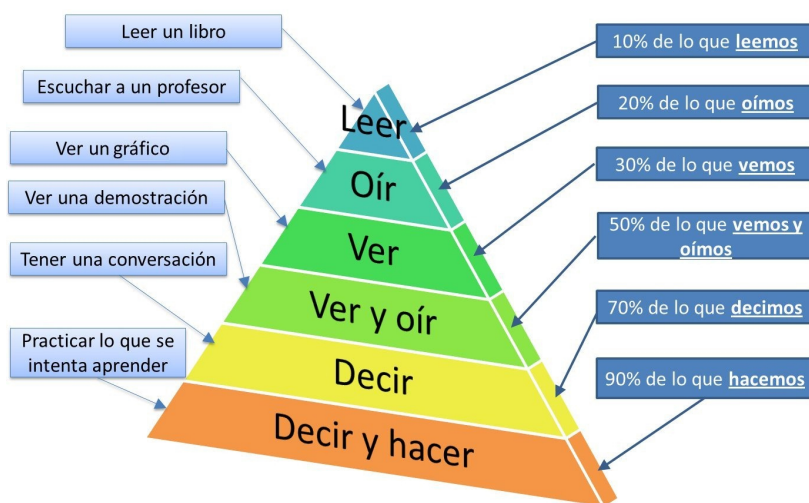 Leer un libro
Escuchar a un profesor
Ver un gráfico
Ver una demostración
Tener una conversación
Practicar lo que se
intenta aprender
Leer
Oír
Ver
Ver y oír
Decir
Decir y hacer
10% de lo que leemos
20% de lo que oímos
30% de lo que vemos
50% de lo que vemos y
oímos
70% de lo que decimos
90% de lo que hacemos